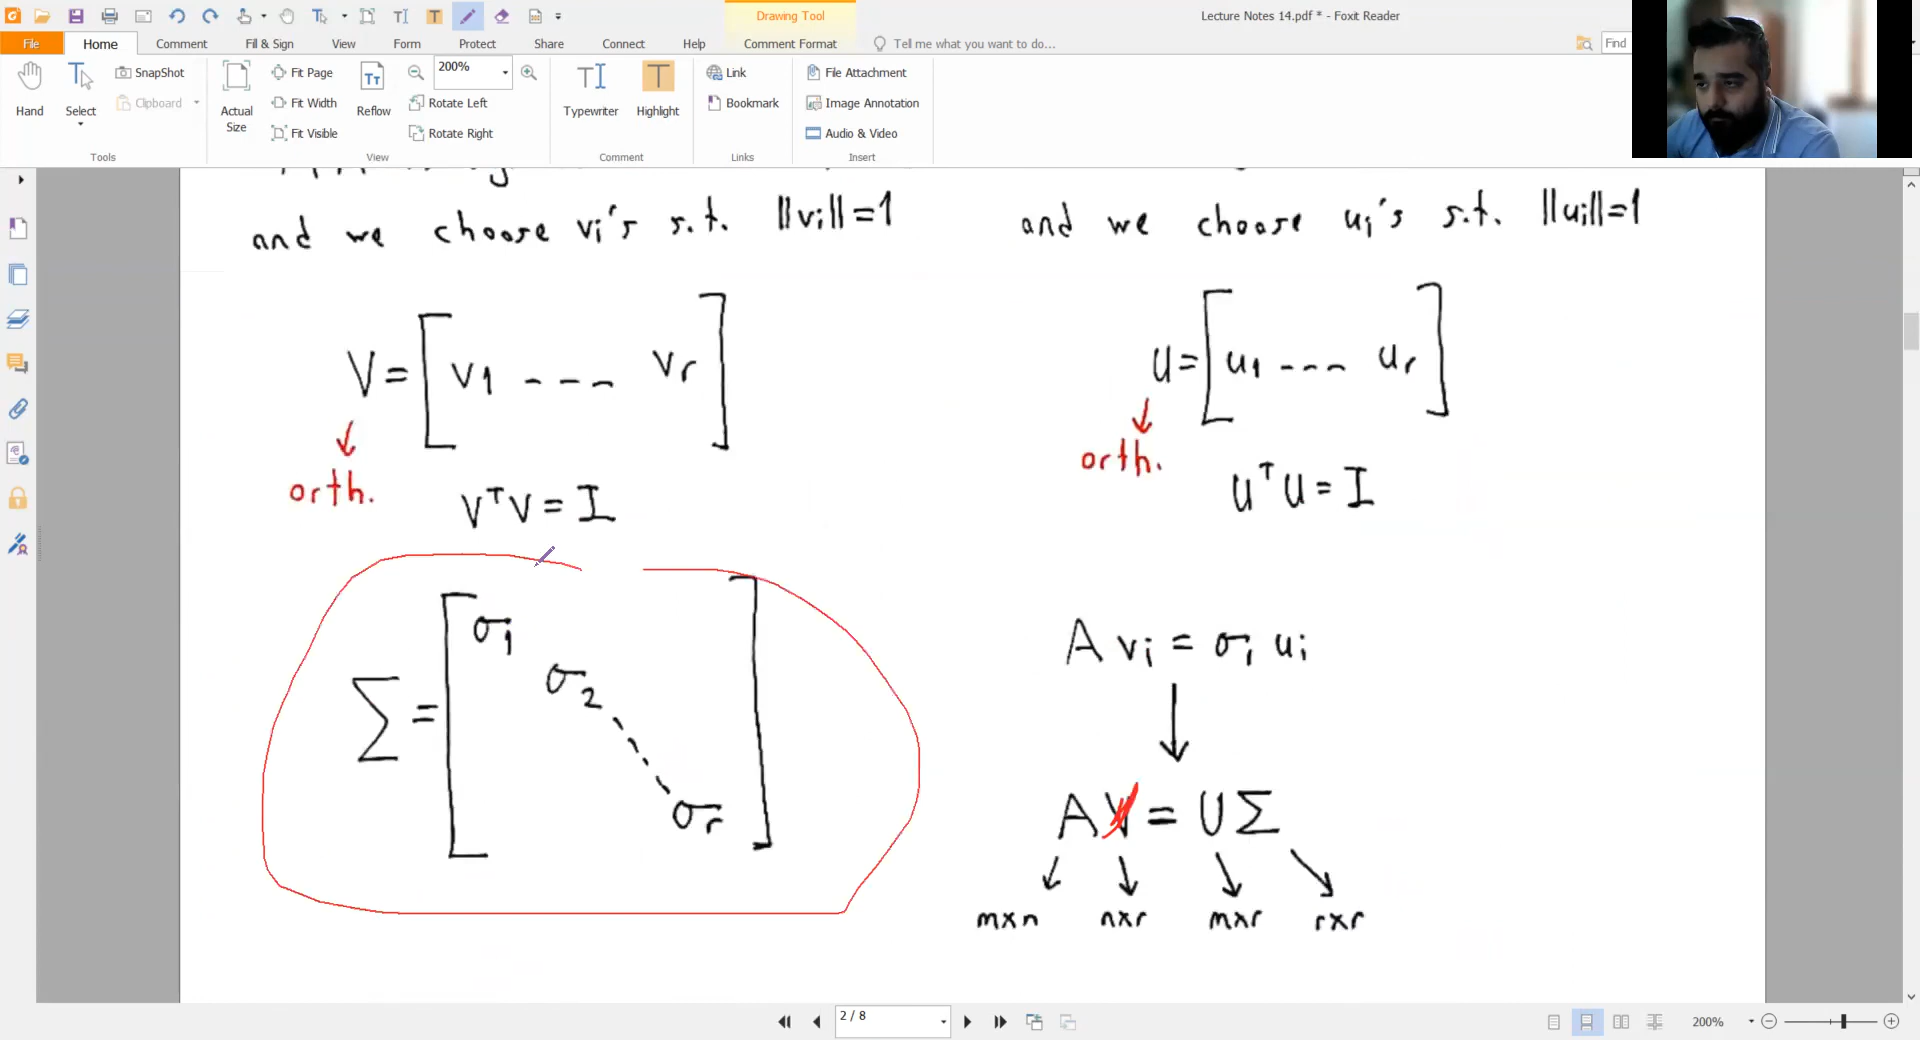 Lecture Notes 14.pdf * - Foxit Reader
Drawing Tool
File Home Comment Fill & Sign View Form Protect Share Connect Help Comment Format Tell me what you want to do... Find
Hand
Select
SnapShot
Clipboard
Tools
Actual Size
Fit Page
Fit Width
Fit Visible
Reflow
200%
Rotate Left
Rotate Right
View
Typewriter
Highlight
Comment
Link
Bookmark
Links
File Attachment
Image Annotation
Audio & Video
Insert
and we choose vi's s.t. ||vi||=1
and we choose ui's s.t. ||ui||=1
V = [ v1 ---- vr ]
orth.
VᵀV = I
U = [ u1 ---- ur ]
orth.
UᵀU = I
Σ = [ σ1 σ2 σr ]
A vi = σi ui
AV = UΣ
mxn nxr mxr rxr
2 / 8
200%